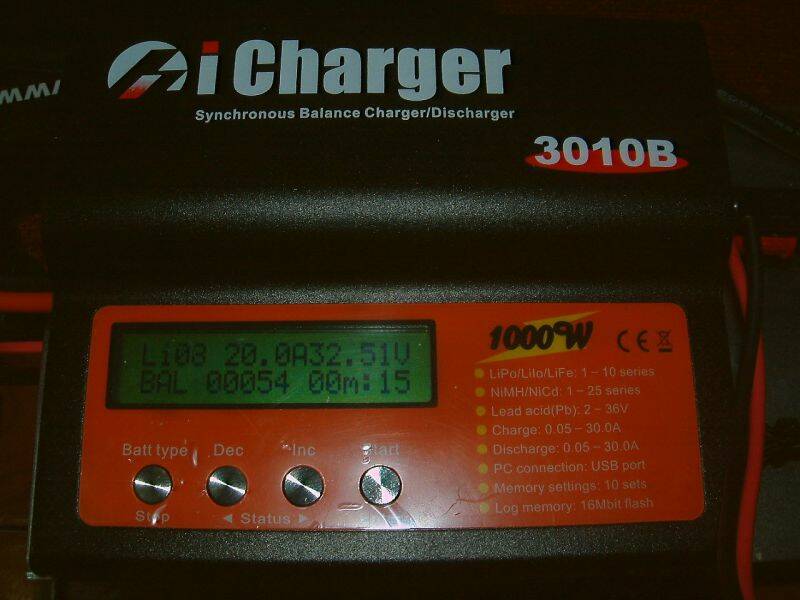 iCharger
Synchronous Balance Charger/Discharger
3010B
Li08 20.0A32.51V
BAL 00054 00m:15
1000W
CE
LiPo/LiIo/LiFe: 1 – 10 series
NiMH/NiCd: 1 – 25 series
Lead acid(Pb): 2 – 36V
Charge: 0.05 – 30.0A
Discharge: 0.05 – 30.0A
PC connection: USB port
Memory settings: 10 sets
Log memory: 16Mbit flash
Batt type Dec Inc Start
Stop ◄ Status ►